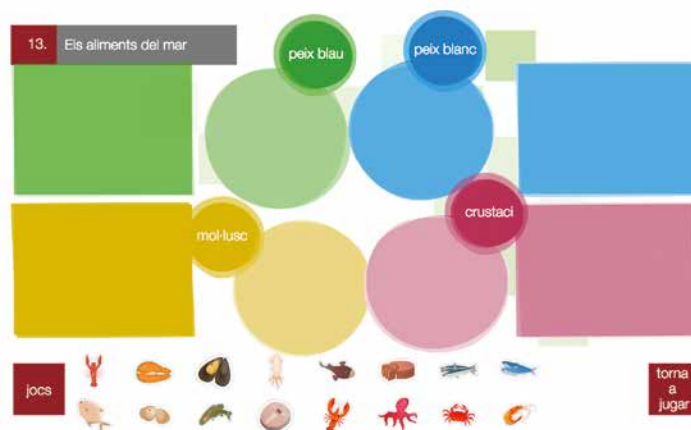 13. Els aliments del mar
peix blau
peix blanc
mol·lusc
crustaci
jocs
torna
a
jugar